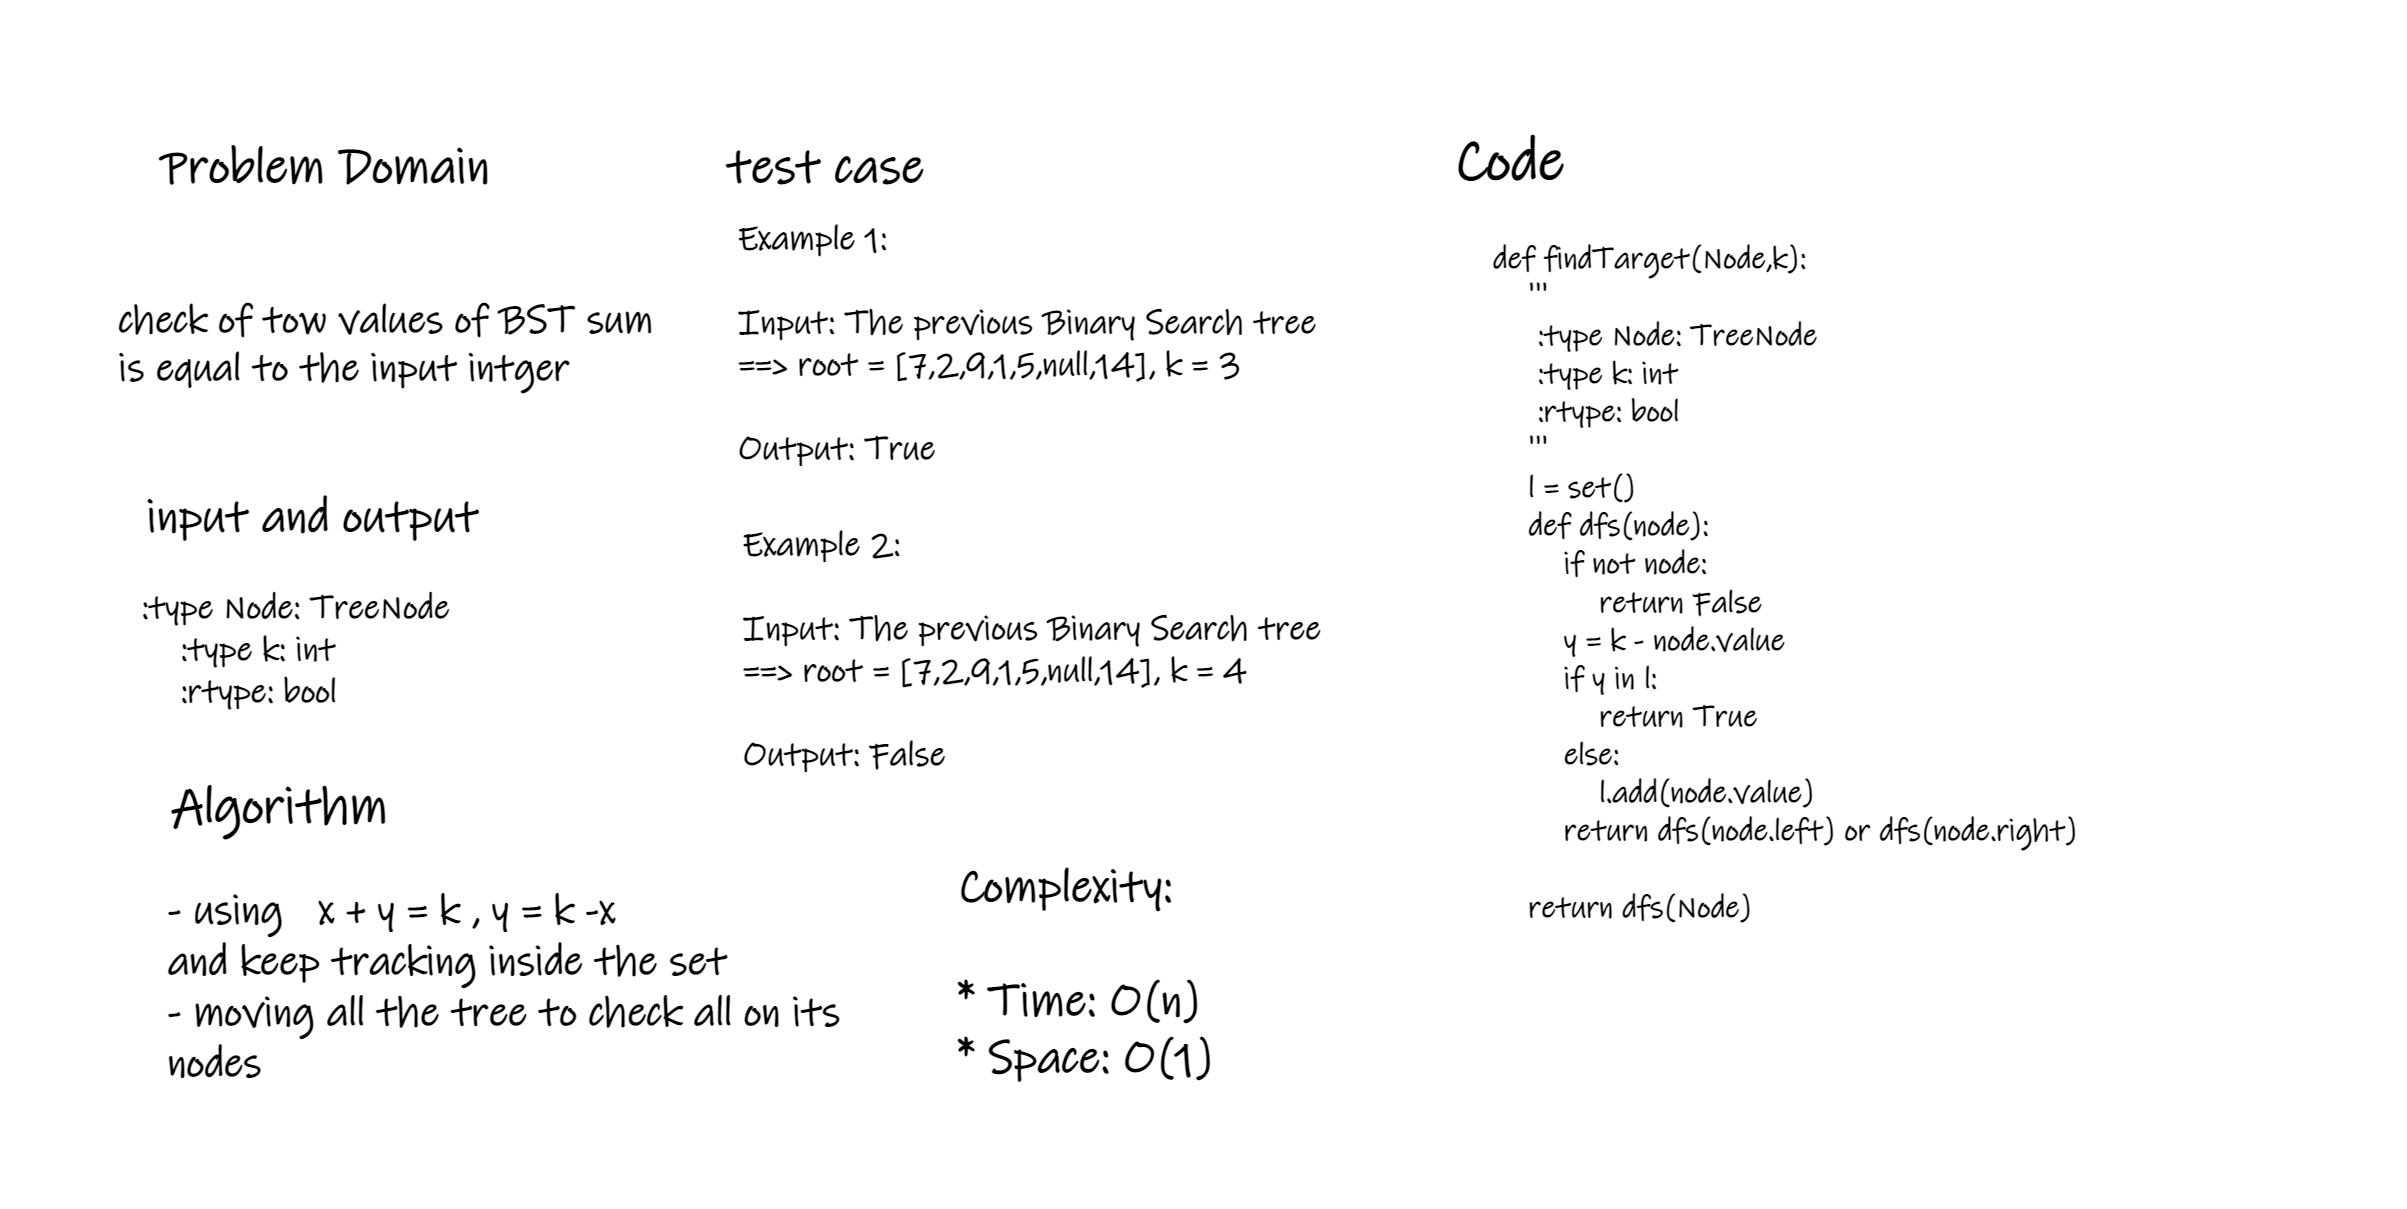 Problem Domain
check of tow values of BST sum
is equal to the input intger
input and output
:type Node: TreeNode
:type k: int
:rtype: bool
Algorithm
- using x + y = k , y = k -x
and keep tracking inside the set
- moving all the tree to check all on its
nodes
test case
Example 1:
Input: The previous Binary Search tree
==> root = [7,2,9,1,5,null,14], k = 3
Output: True
Example 2:
Input: The previous Binary Search tree
==> root = [7,2,9,1,5,null,14], k = 4
Output: False
Complexity:
* Time: O(n)
* Space: O(1)
Code
def findTarget(Node,k):
'''
:type Node: TreeNode
:type k: int
:rtype: bool
'''
l = set()
def dfs(node):
if not node:
return False
y = k - node.value
if y in l:
return True
else:
l.add(node.value)
return dfs(node.left) or dfs(node.right)
return dfs(Node)